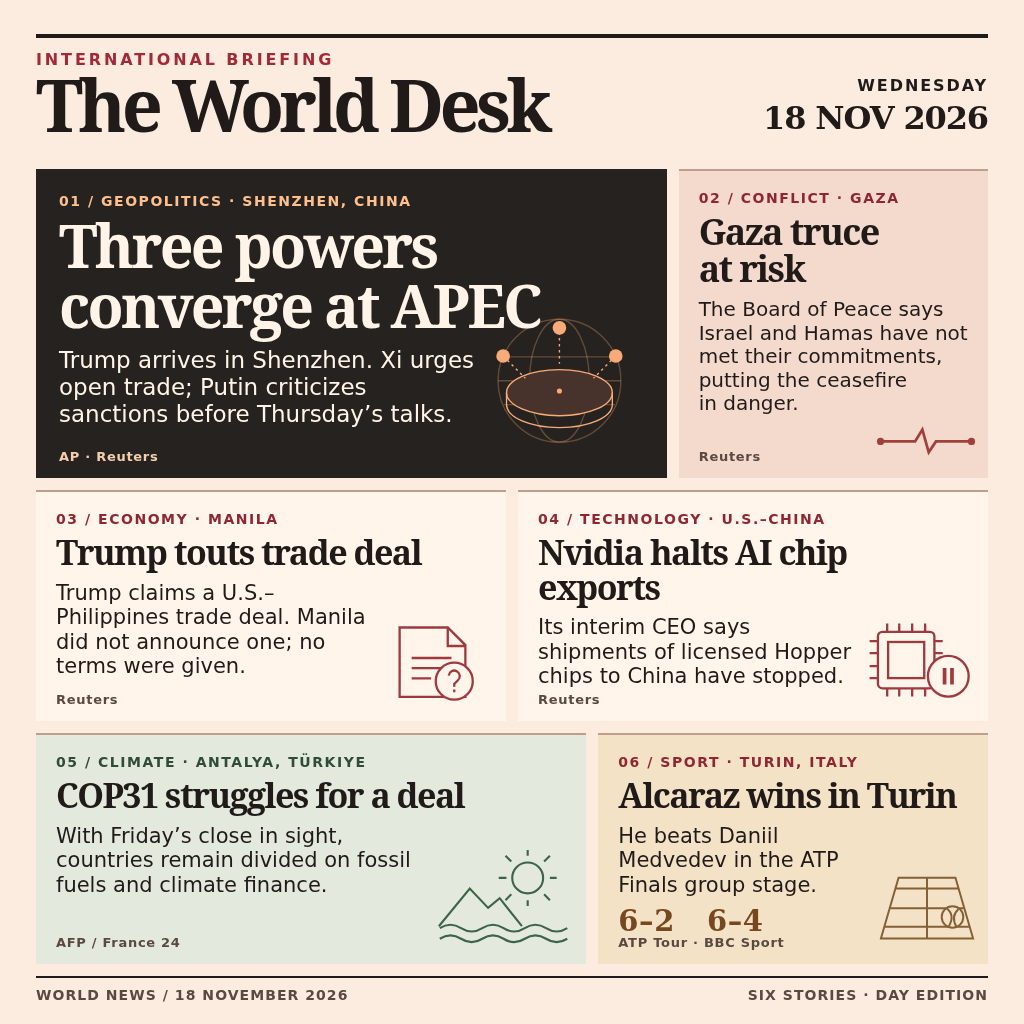 INTERNATIONAL BRIEFING
The World Desk
WEDNESDAY
18 NOV 2026
01 / GEOPOLITICS · SHENZHEN, CHINA
Three powers
converge at APEC
Trump arrives in Shenzhen. Xi urges
open trade; Putin criticizes
sanctions before Thursday’s talks.
AP · Reuters
02 / CONFLICT · GAZA
Gaza truce
at risk
The Board of Peace says
Israel and Hamas have not
met their commitments,
putting the ceasefire
in danger.
Reuters
03 / ECONOMY · MANILA
Trump touts trade deal
Trump claims a U.S.–
Philippines trade deal. Manila
did not announce one; no
terms were given.
?
Reuters
04 / TECHNOLOGY · U.S.–CHINA
Nvidia halts AI chip
exports
Its interim CEO says
shipments of licensed Hopper
chips to China have stopped.
Reuters
05 / CLIMATE · ANTALYA, TÜRKIYE
COP31 struggles for a deal
With Friday’s close in sight,
countries remain divided on fossil
fuels and climate finance.
AFP / France 24
06 / SPORT · TURIN, ITALY
Alcaraz wins in Turin
He beats Daniil
Medvedev in the ATP
Finals group stage.
6–2 6–4
ATP Tour · BBC Sport
WORLD NEWS / 18 NOVEMBER 2026
SIX STORIES · DAY EDITION